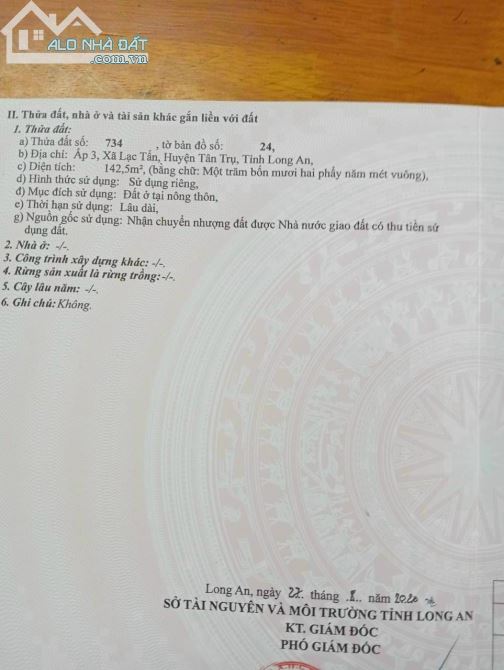 ALO NHÀ ĐẤT
.com.vn
II. Thửa đất, nhà ở và tài sản khác gắn liền với đất
1. Thửa đất:
a) Thửa đất số: 734 , tờ bản đồ số: 24,
b) Địa chỉ: Ấp 3, Xã Lạc Tấn, Huyện Tân Trụ, Tỉnh Long An,
c) Diện tích: 142,5m², (bằng chữ: Một trăm bốn mươi hai phẩy năm mét vuông),
d) Hình thức sử dụng: Sử dụng riêng,
đ) Mục đích sử dụng: Đất ở tại nông thôn,
e) Thời hạn sử dụng: Lâu dài,
g) Nguồn gốc sử dụng: Nhận chuyển nhượng đất được Nhà nước giao đất có thu tiền sử
dụng đất.
2. Nhà ở: -/-.
3. Công trình xây dựng khác: -/-.
4. Rừng sản xuất là rừng trồng: -/-.
5. Cây lâu năm: -/-.
6. Ghi chú: Không.
Long An, ngày 22. tháng .. năm 2020
SỞ TÀI NGUYÊN VÀ MÔI TRƯỜNG TỈNH LONG AN
KT. GIÁM ĐỐC
PHÓ GIÁM ĐỐC